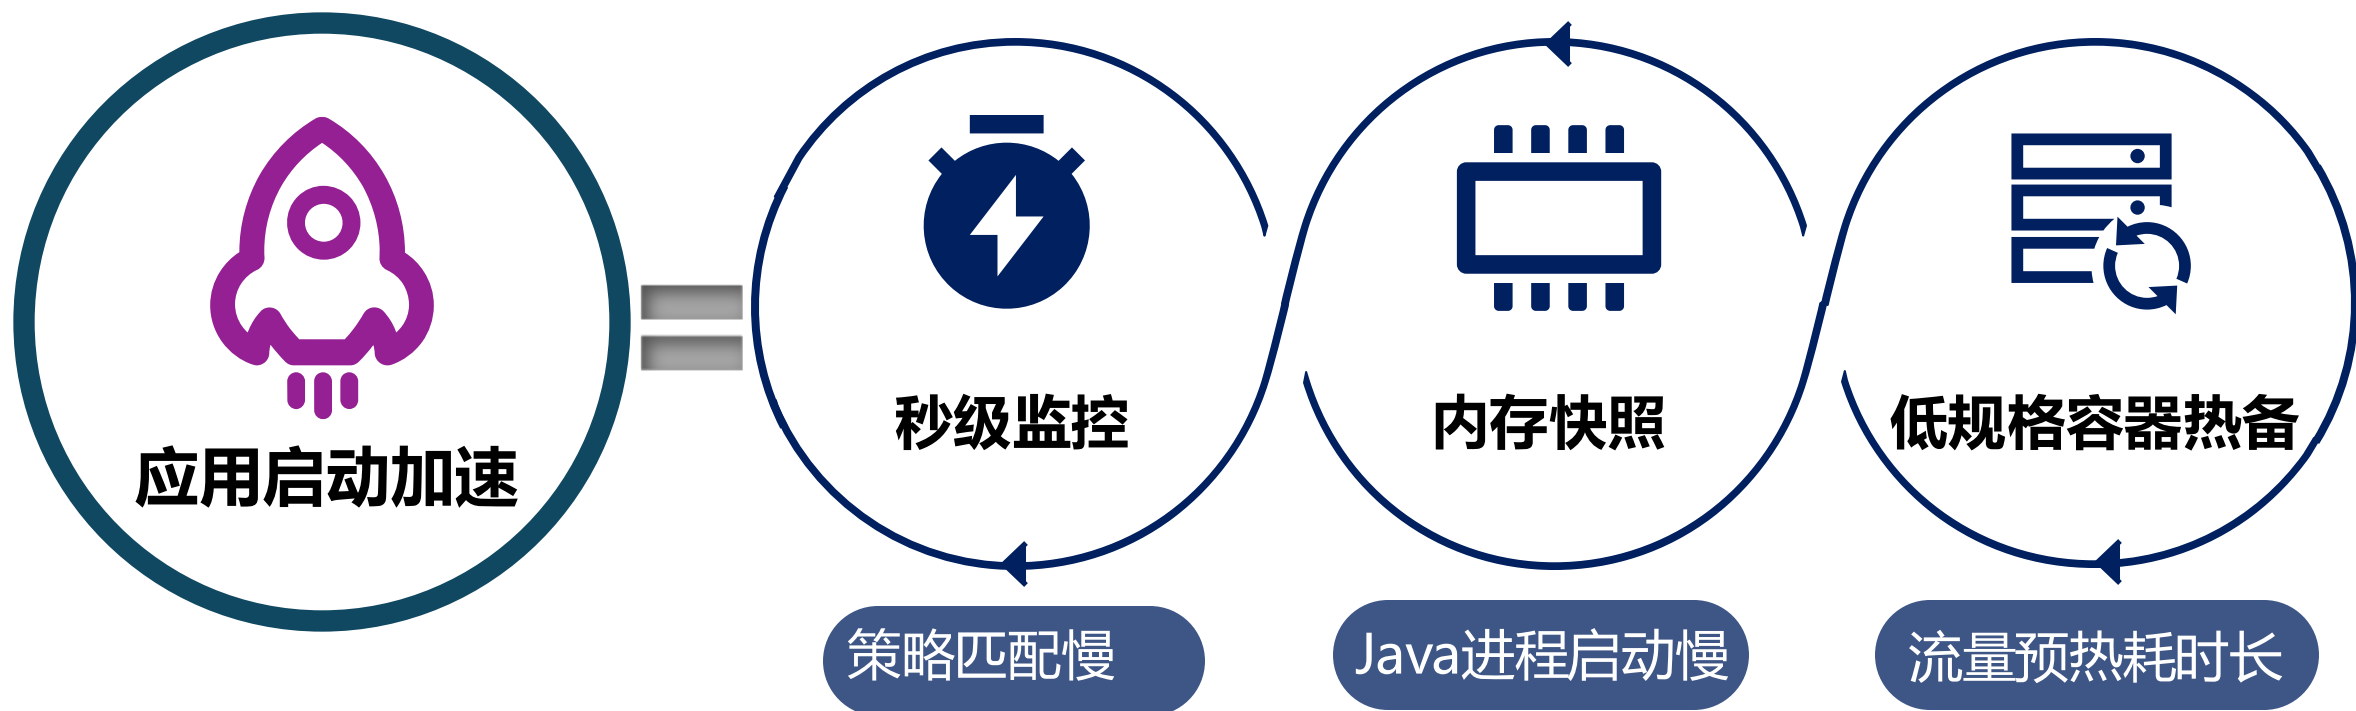 应用启动加速
秒级监控
内存快照
低规格容器热备
策略匹配慢
Java进程启动慢
流量预热耗时长